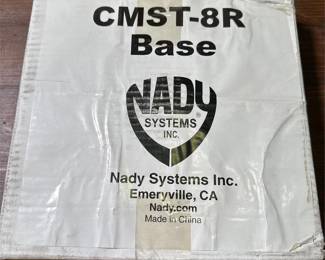 CMST-8R
Base
NADY
SYSTEMS
INC.
Nady Systems Inc.
Emeryville, CA
Nady.com
Made in China